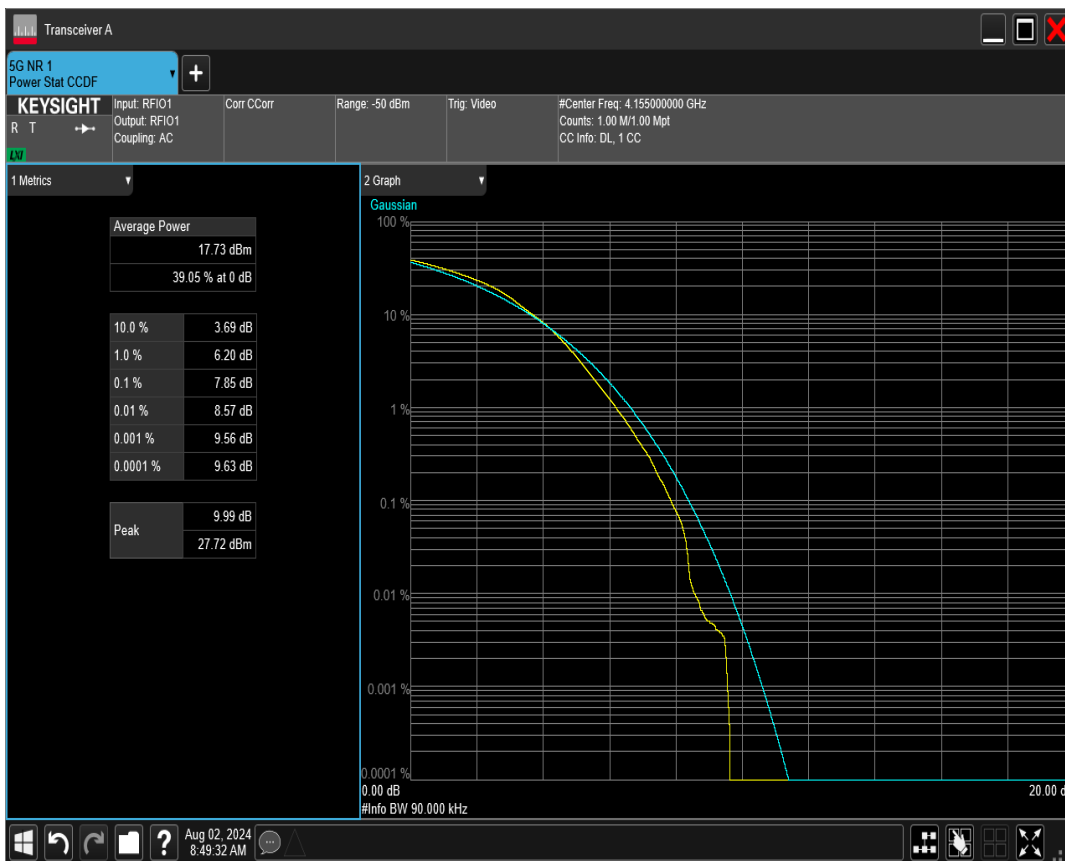 Transceiver A
5G NR 1
Power Stat CCDF
+
KEYSIGHT
R T
LXI
Input: RFIO1
Output: RFIO1
Coupling: AC
Corr CCorr
Range: -50 dBm
Trig: Video
#Center Freq: 4.155000000 GHz
Counts: 1.00 M/1.00 Mpt
CC Info: DL, 1 CC
1 Metrics
Average Power
17.73 dBm
39.05 % at 0 dB
10.0 % 3.69 dB
1.0 % 6.20 dB
0.1 % 7.85 dB
0.01 % 8.57 dB
0.001 % 9.56 dB
0.0001 % 9.63 dB
Peak
9.99 dB
27.72 dBm
2 Graph
Gaussian
100 %
10 %
1 %
0.1 %
0.01 %
0.001 %
0.0001 %
0.00 dB 20.00 d
#Info BW 90.000 kHz
?
Aug 02, 2024
8:49:32 AM